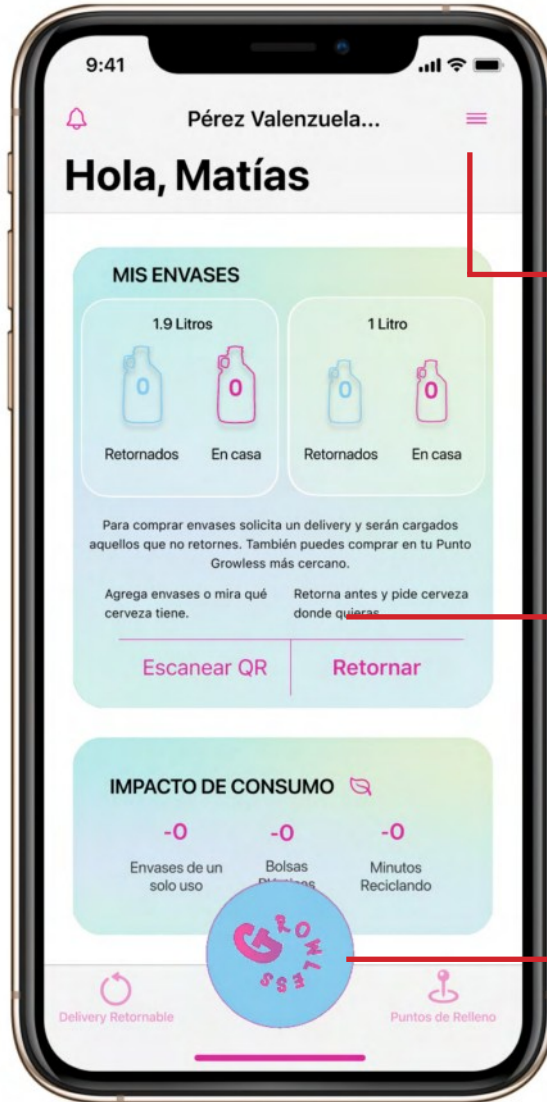 9:41
Pérez Valenzuela...
Hola, Matías
MIS ENVASES
1.9 Litros
1 Litro
0
0
0
0
Retornados
En casa
Retornados
En casa
Para comprar envases solicita un delivery y serán cargados
aquellos que no retornes. También puedes comprar en tu Punto
Growless más cercano.
Agrega envases o mira qué
cerveza tiene.
Retorna antes y pide cerveza
donde quieras
Escanear QR
Retornar
IMPACTO DE CONSUMO
-0
-0
-0
Envases de un
solo uso
Bolsas
Minutos
Reciclando
GROWLESS
Delivery Retornable
Puntos de Relleno